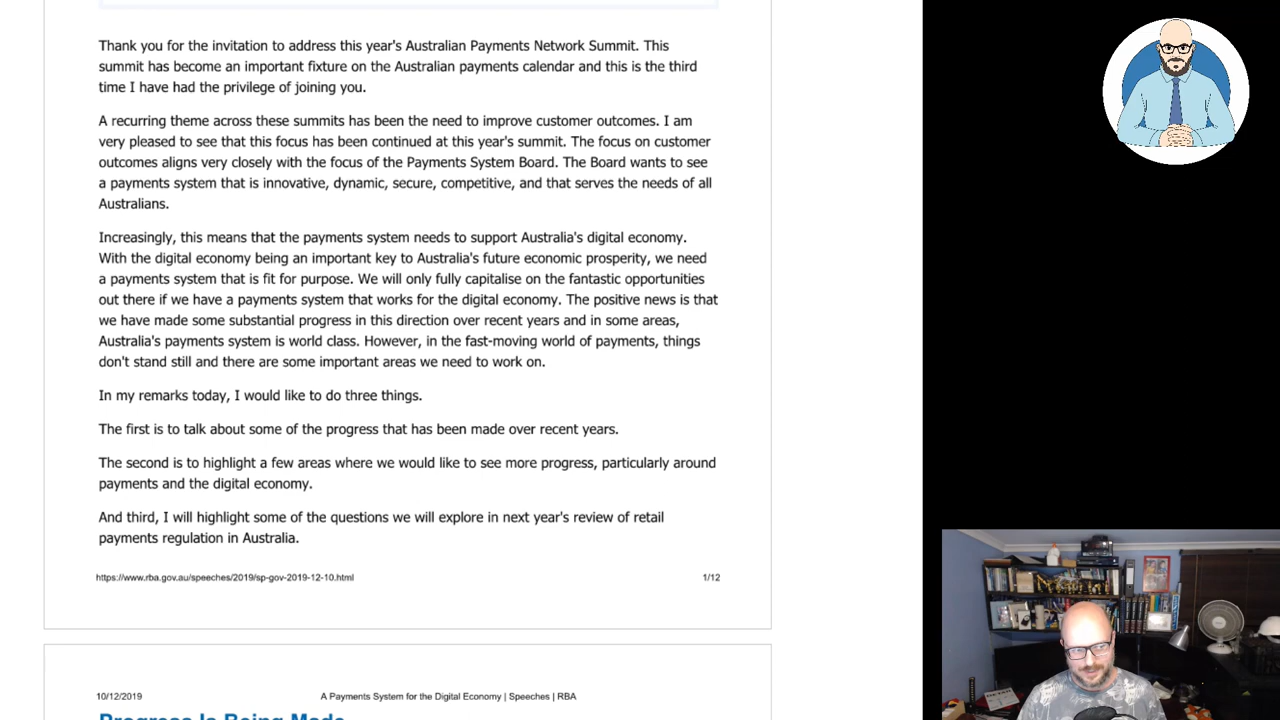 Thank you for the invitation to address this year's Australian Payments Network Summit. This
summit has become an important fixture on the Australian payments calendar and this is the third
time I have had the privilege of joining you.
A recurring theme across these summits has been the need to improve customer outcomes. I am
very pleased to see that this focus has been continued at this year's summit. The focus on customer
outcomes aligns very closely with the focus of the Payments System Board. The Board wants to see
a payments system that is innovative, dynamic, secure, competitive, and that serves the needs of all
Australians.
Increasingly, this means that the payments system needs to support Australia's digital economy.
With the digital economy being an important key to Australia's future economic prosperity, we need
a payments system that is fit for purpose. We will only fully capitalise on the fantastic opportunities
out there if we have a payments system that works for the digital economy. The positive news is that
we have made some substantial progress in this direction over recent years and in some areas,
Australia's payments system is world class. However, in the fast-moving world of payments, things
don't stand still and there are some important areas we need to work on.
In my remarks today, I would like to do three things.
The first is to talk about some of the progress that has been made over recent years.
The second is to highlight a few areas where we would like to see more progress, particularly around
payments and the digital economy.
And third, I will highlight some of the questions we will explore in next year's review of retail
payments regulation in Australia.
https://www.rba.gov.au/speeches/2019/sp-gov-2019-12-10.html 1/12
10/12/2019 A Payments System for the Digital Economy | Speeches | RBA
Progress Is Being Made